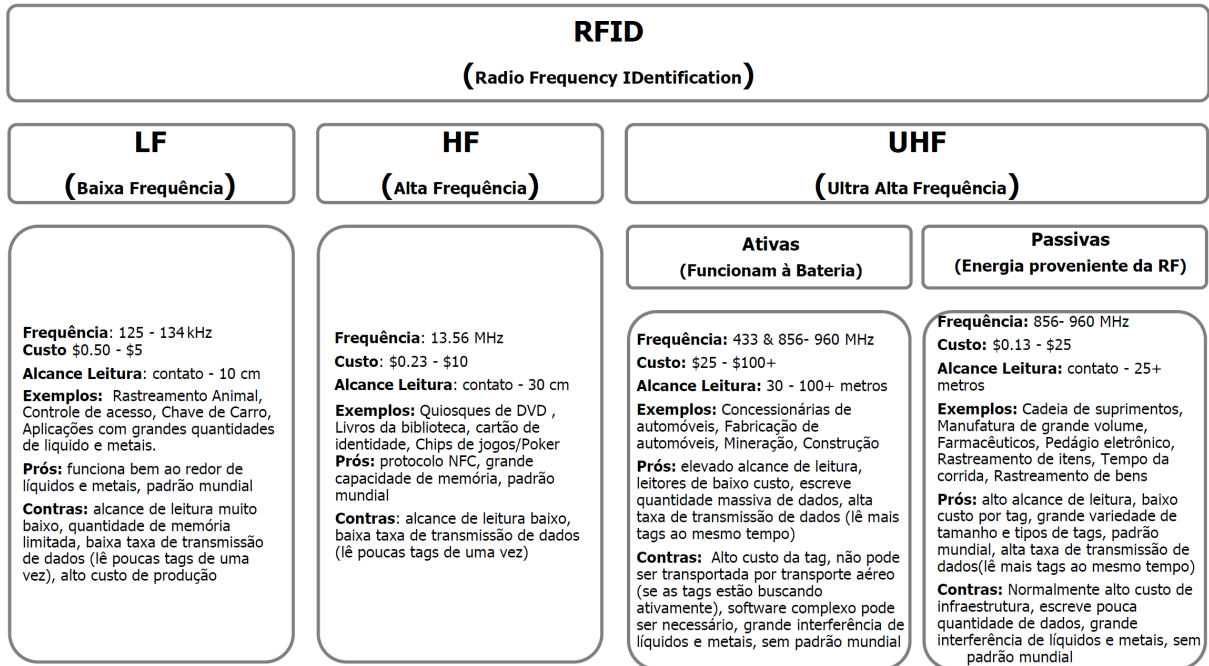 RFID
(Radio Frequency IDentification)
LF
(Baixa Frequência)
HF
(Alta Frequência)
UHF
(Ultra Alta Frequência)
Frequência: 125 - 134 kHz
Custo $0.50 - $5
Alcance Leitura: contato - 10 cm
Exemplos: Rastreamento Animal,
Controle de acesso, Chave de Carro,
Aplicações com grandes quantidades
de liquido e metais.
Prós: funciona bem ao redor de
líquidos e metais, padrão mundial
Contras: alcance de leitura muito
baixo, quantidade de memória
limitada, baixa taxa de transmissão
de dados (lê poucas tags de uma
vez), alto custo de produção
Frequência: 13.56 MHz
Custo: $0.23 - $10
Alcance Leitura: contato - 30 cm
Exemplos: Quiosques de DVD ,
Livros da biblioteca, cartão de
identidade, Chips de jogos/Poker
Prós: protocolo NFC, grande
capacidade de memória, padrão
mundial
Contras: alcance de leitura baixo,
baixa taxa de transmissão de dados
(lê poucas tags de uma vez)
Ativas
(Funcionam à Bateria)
Frequência: 433 & 856- 960 MHz
Custo: $25 - $100+
Alcance Leitura: 30 - 100+ metros
Exemplos: Concessionárias de
automóveis, Fabricação de
automóveis, Mineração, Construção
Prós: elevado alcance de leitura,
leitores de baixo custo, escreve
quantidade massiva de dados, alta
taxa de transmissão de dados (lê mais
tags ao mesmo tempo)
Contras: Alto custo da tag, não pode
ser transportada por transporte aéreo
(se as tags estão buscando
ativamente), software complexo pode
ser necessário, grande interferência de
líquidos e metais, sem padrão mundial
Passivas
(Energia proveniente da RF)
Frequência: 856- 960 MHz
Custo: $0.13 - $25
Alcance Leitura: contato - 25+
metros
Exemplos: Cadeia de suprimentos,
Manufatura de grande volume,
Farmacêuticos, Pedágio eletrônico,
Rastreamento de itens, Tempo da
corrida, Rastreamento de bens
Prós: alto alcance de leitura, baixo
custo por tag, grande variedade de
tamanho e tipos de tags, padrão
mundial, alta taxa de transmissão de
dados(lê mais tags ao mesmo tempo)
Contras: Normalmente alto custo de
infraestrutura, escreve pouca
quantidade de dados, grande
interferência de líquidos e metais, sem
padrão mundial